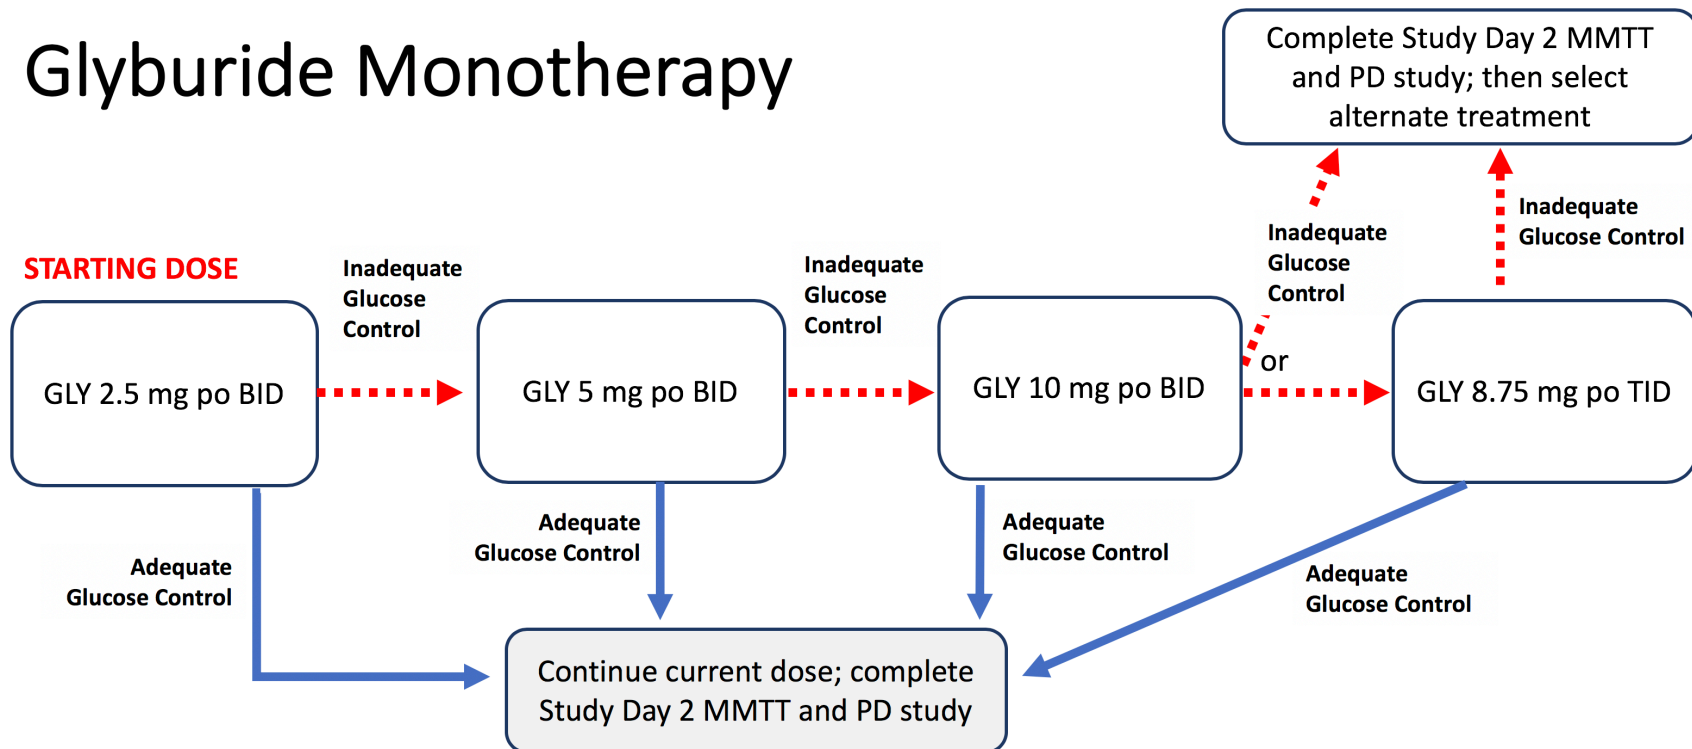 Glyburide Monotherapy
Complete Study Day 2 MMTT
and PD study; then select
alternate treatment
STARTING DOSE
Inadequate
Glucose
Control
Inadequate
Glucose
Control
Inadequate
Glucose
Control
Inadequate
Glucose Control
GLY 2.5 mg po BID
GLY 5 mg po BID
GLY 10 mg po BID
or
GLY 8.75 mg po TID
Adequate
Glucose Control
Adequate
Glucose Control
Adequate
Glucose Control
Adequate
Glucose Control
Continue current dose; complete
Study Day 2 MMTT and PD study